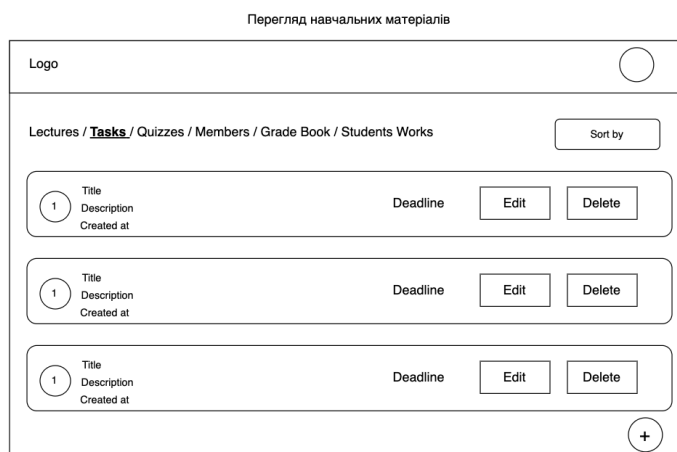 Перегляд навчальних матеріалів
Logo
Lectures / Tasks / Quizzes / Members / Grade Book / Students Works
Sort by
1
Title
Description
Created at
Deadline
Edit
Delete
1
Title
Description
Created at
Deadline
Edit
Delete
1
Title
Description
Created at
Deadline
Edit
Delete
+